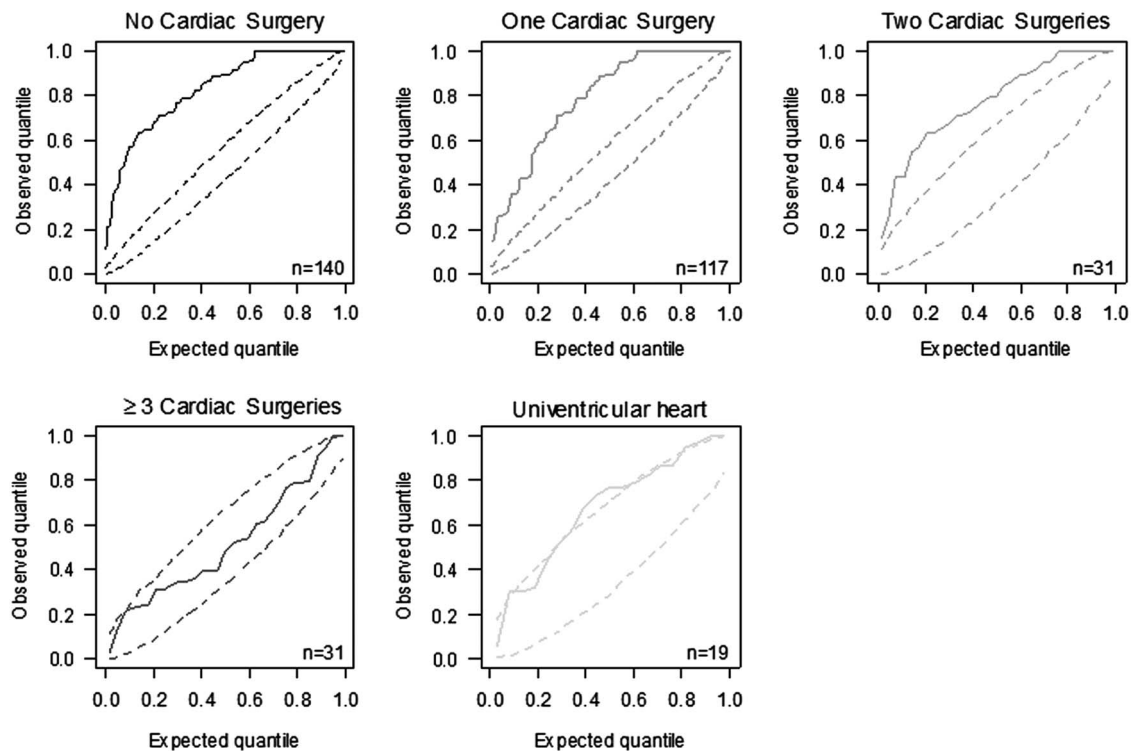 No Cardiac Surgery
One Cardiac Surgery
Two Cardiac Surgeries
Observed quantile
1.0
0.8
0.6
0.4
0.2
0.0
n=140
0.0 0.2 0.4 0.6 0.8 1.0
Expected quantile
Observed quantile
1.0
0.8
0.6
0.4
0.2
0.0
n=117
0.0 0.2 0.4 0.6 0.8 1.0
Expected quantile
Observed quantile
1.0
0.8
0.6
0.4
0.2
0.0
n=31
0.0 0.2 0.4 0.6 0.8 1.0
Expected quantile
≥ 3 Cardiac Surgeries
Univentricular heart
Observed quantile
1.0
0.8
0.6
0.4
0.2
0.0
n=31
0.0 0.2 0.4 0.6 0.8 1.0
Expected quantile
Observed quantile
1.0
0.8
0.6
0.4
0.2
0.0
n=19
0.0 0.2 0.4 0.6 0.8 1.0
Expected quantile